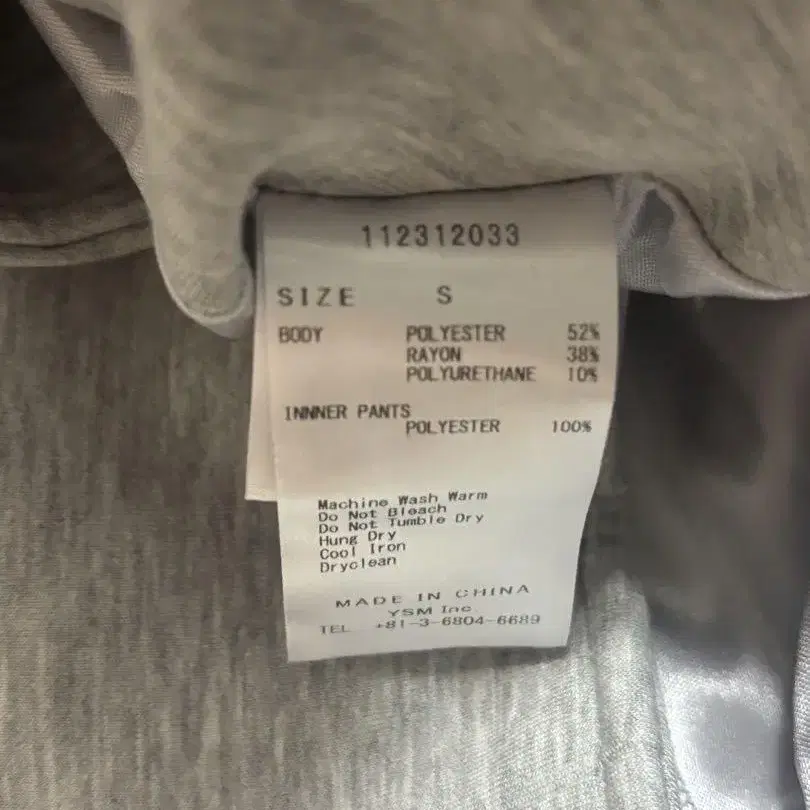 112312033
SIZE S
BODY POLYESTER 52%
RAYON 38%
POLYURETHANE 10%
INNNER PANTS
POLYESTER 100%
Machine Wash Warm
Do Not Bleach
Do Not Tumble Dry
Hung Dry
Cool Iron
Dryclean
MADE IN CHINA
YSM Inc
TEL +81-3-6804-6689